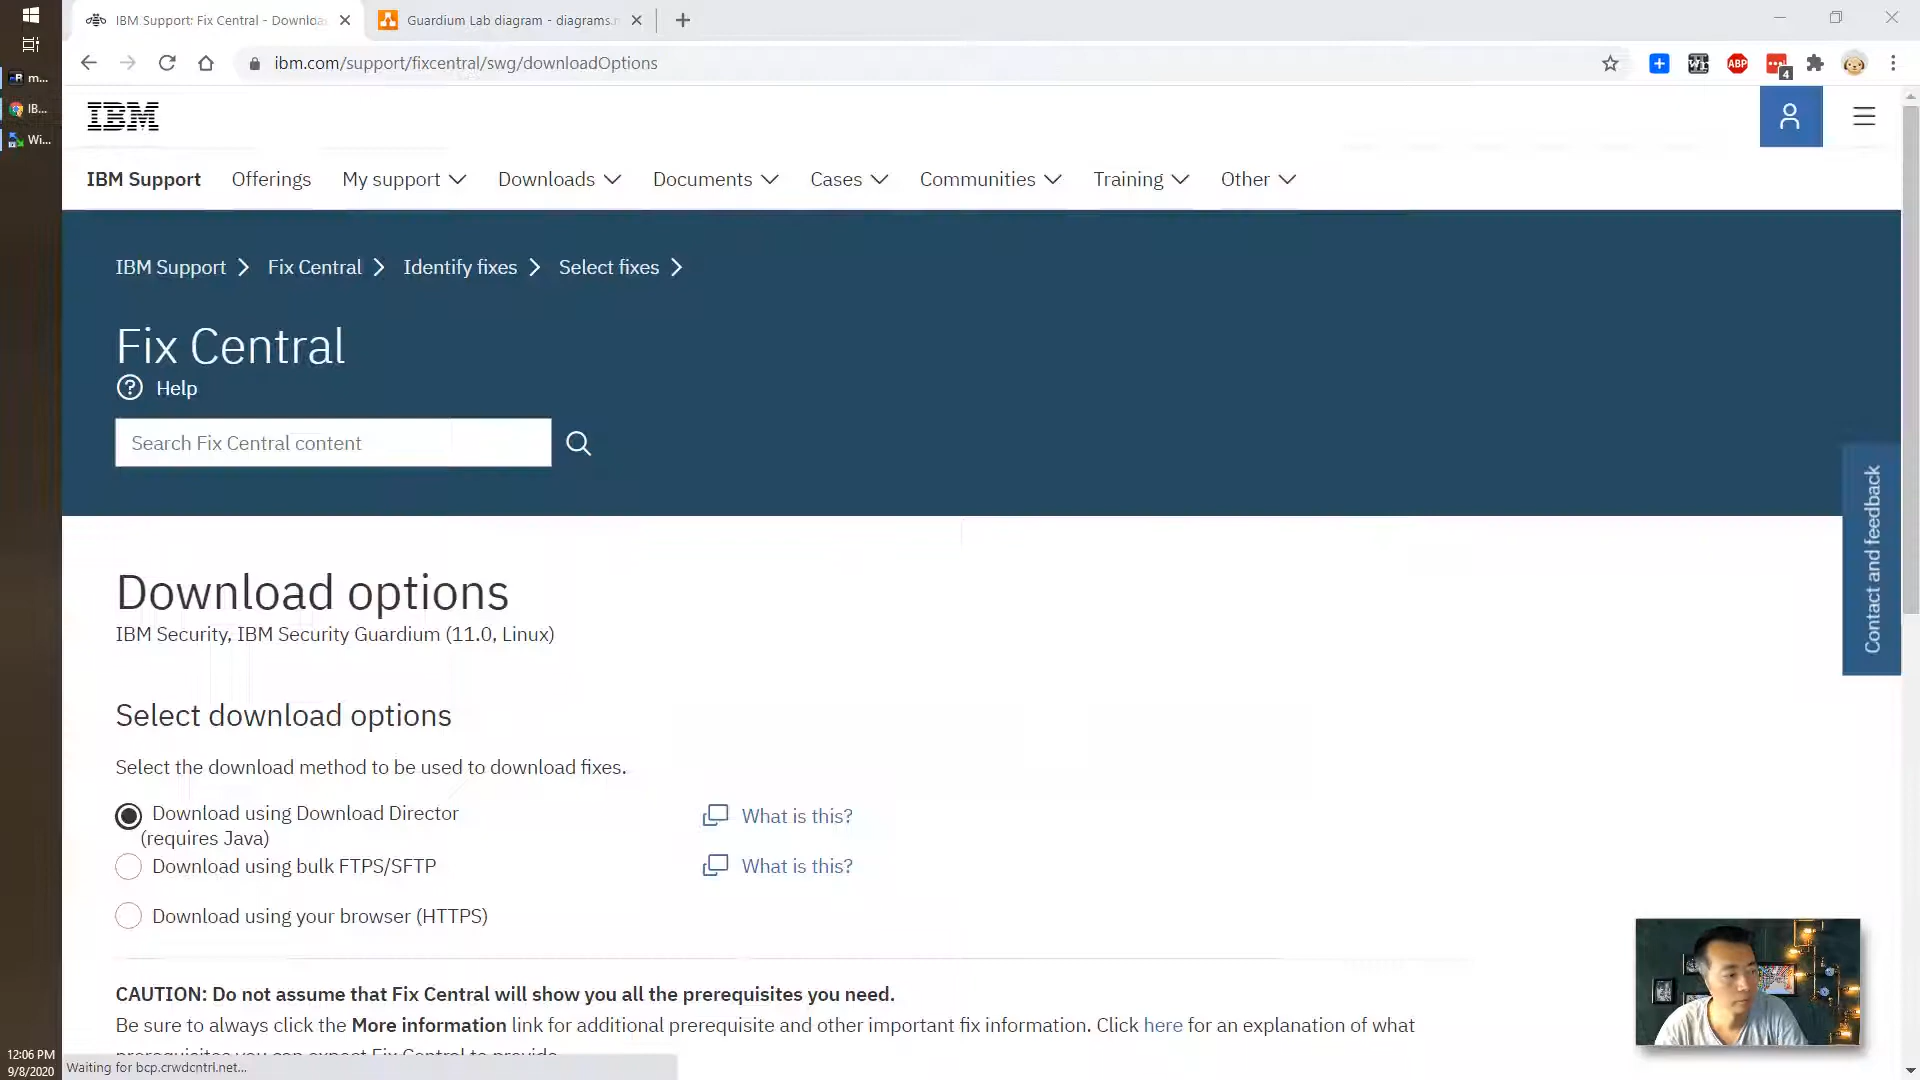 IBM Support: Fix Central - Downloa
Guardium Lab diagram - diagrams.n
ibm.com/support/fixcentral/swg/downloadOptions
ABP
4
m...
IB...
Wi...
IBM
IBM Support
Offerings
My support
Downloads
Documents
Cases
Communities
Training
Other
IBM Support
Fix Central
Identify fixes
Select fixes
Fix Central
Help
Search Fix Central content
Contact and feedback
Download options
IBM Security, IBM Security Guardium (11.0, Linux)
Select download options
Select the download method to be used to download fixes.
Download using Download Director
(requires Java)
What is this?
Download using bulk FTPS/SFTP
What is this?
Download using your browser (HTTPS)
CAUTION: Do not assume that Fix Central will show you all the prerequisites you need.
Be sure to always click the More information link for additional prerequisite and other important fix information. Click here for an explanation of what
prerequisites you can expect Fix Central to provide.
Waiting for bcp.crwdcntrl.net...
12:06 PM
9/8/2020